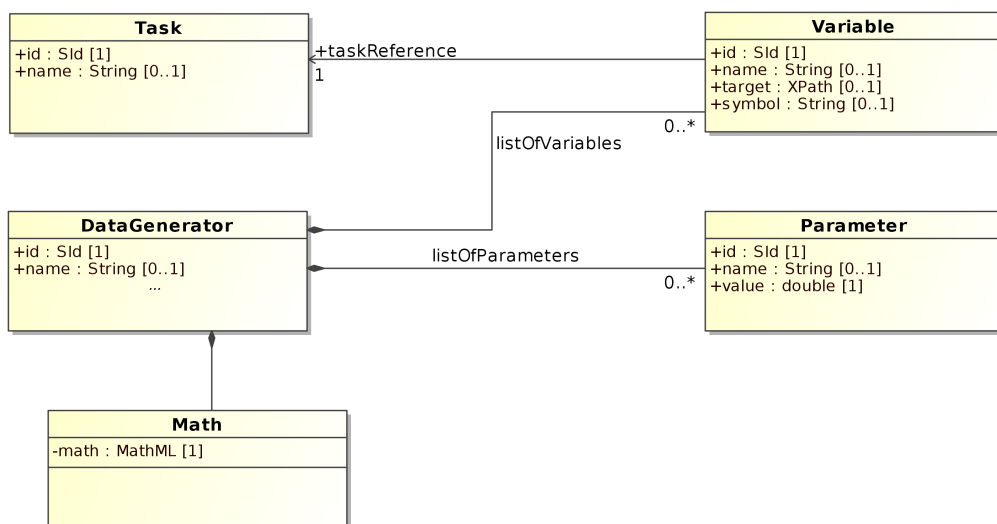 Task
+id : SId [1]
+name : String [0..1]
+taskReference
1
Variable
+id : SId [1]
+name : String [0..1]
+target : XPath [0..1]
+symbol : String [0..1]
0..*
listOfVariables
DataGenerator
+id : SId [1]
+name : String [0..1]
...
listOfParameters
0..*
Parameter
+id : SId [1]
+name : String [0..1]
+value : double [1]
Math
-math : MathML [1]